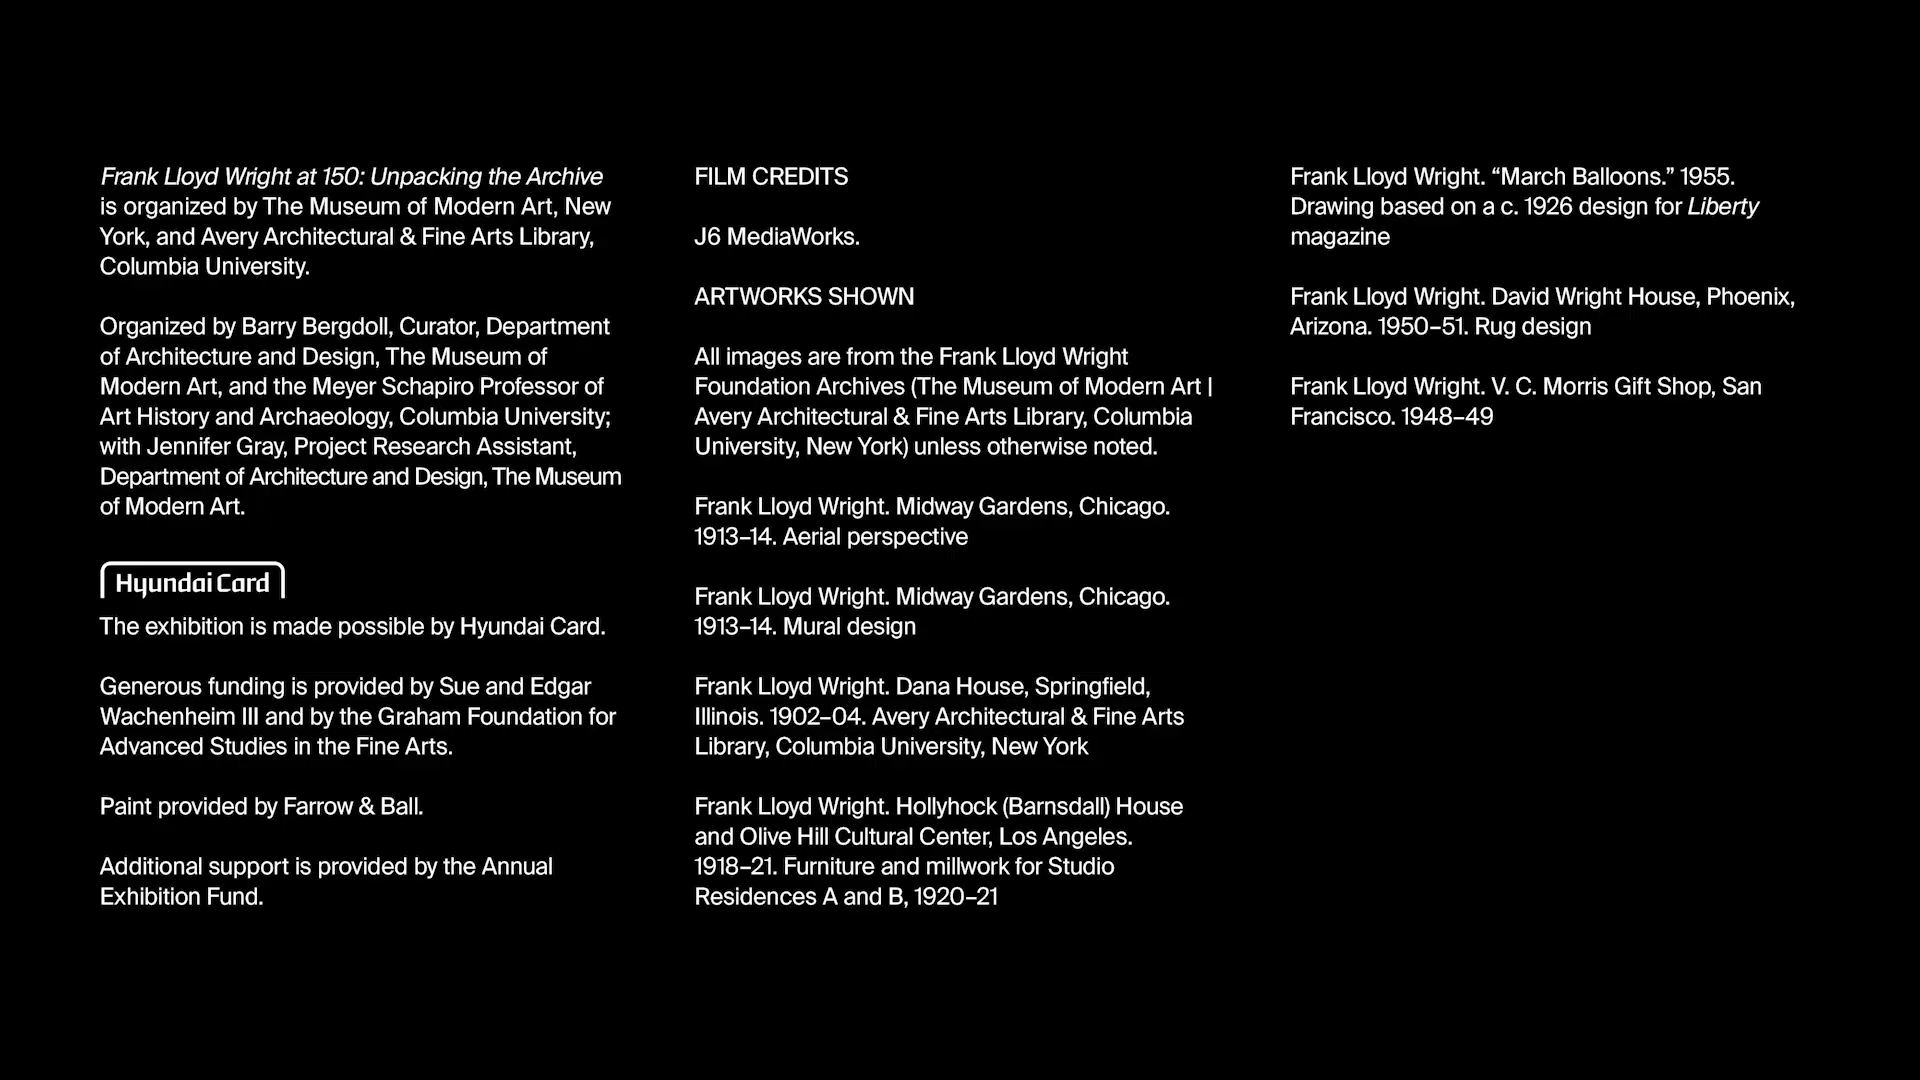 Frank Lloyd Wright at 150: Unpacking the Archive
is organized by The Museum of Modern Art, New
York, and Avery Architectural & Fine Arts Library,
Columbia University.
Organized by Barry Bergdoll, Curator, Department
of Architecture and Design, The Museum of
Modern Art, and the Meyer Schapiro Professor of
Art History and Archaeology, Columbia University;
with Jennifer Gray, Project Research Assistant,
Department of Architecture and Design, The Museum
of Modern Art.
Hyundai Card
The exhibition is made possible by Hyundai Card.
Generous funding is provided by Sue and Edgar
Wachenheim III and by the Graham Foundation for
Advanced Studies in the Fine Arts.
Paint provided by Farrow & Ball.
Additional support is provided by the Annual
Exhibition Fund.
FILM CREDITS
J6 MediaWorks.
ARTWORKS SHOWN
All images are from the Frank Lloyd Wright
Foundation Archives (The Museum of Modern Art |
Avery Architectural & Fine Arts Library, Columbia
University, New York) unless otherwise noted.
Frank Lloyd Wright. Midway Gardens, Chicago.
1913–14. Aerial perspective
Frank Lloyd Wright. Midway Gardens, Chicago.
1913–14. Mural design
Frank Lloyd Wright. Dana House, Springfield,
Illinois. 1902–04. Avery Architectural & Fine Arts
Library, Columbia University, New York
Frank Lloyd Wright. Hollyhock (Barnsdall) House
and Olive Hill Cultural Center, Los Angeles.
1918–21. Furniture and millwork for Studio
Residences A and B, 1920–21
Frank Lloyd Wright. “March Balloons.” 1955.
Drawing based on a c. 1926 design for Liberty
magazine
Frank Lloyd Wright. David Wright House, Phoenix,
Arizona. 1950–51. Rug design
Frank Lloyd Wright. V. C. Morris Gift Shop, San
Francisco. 1948–49